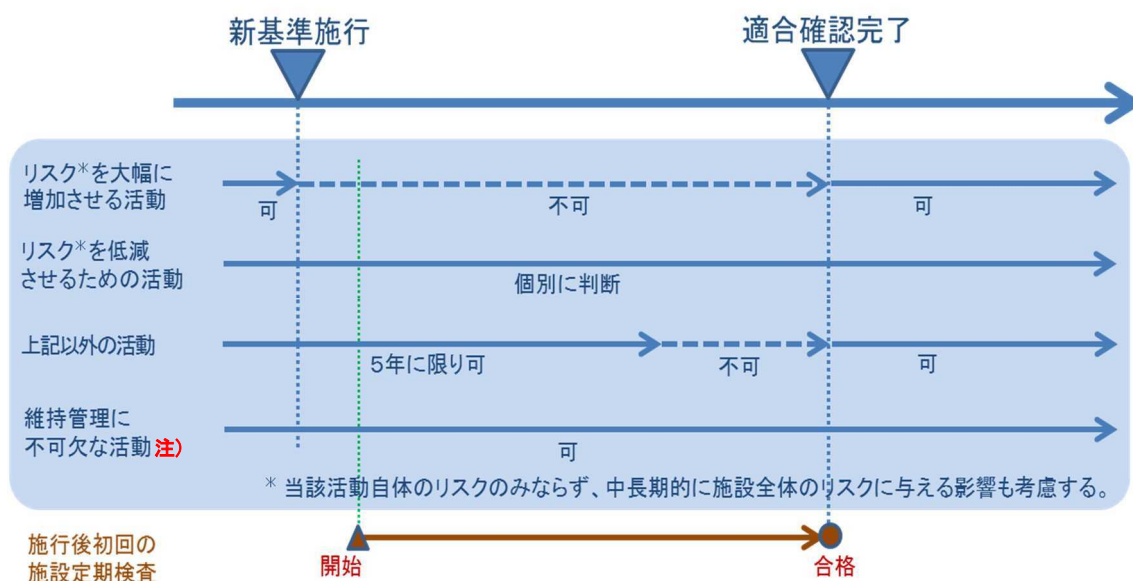 新基準施行
適合確認完了
リスク*を大幅に
増加させる活動
可
不可
可
リスク*を低減
させるための活動
個別に判断
上記以外の活動
5年に限り可
不可
可
維持管理に
不可欠な活動 注)
可
* 当該活動自体のリスクのみならず、中長期的に施設全体のリスクに与える影響も考慮する。
施行後初回の
施設定期検査
開始
合格